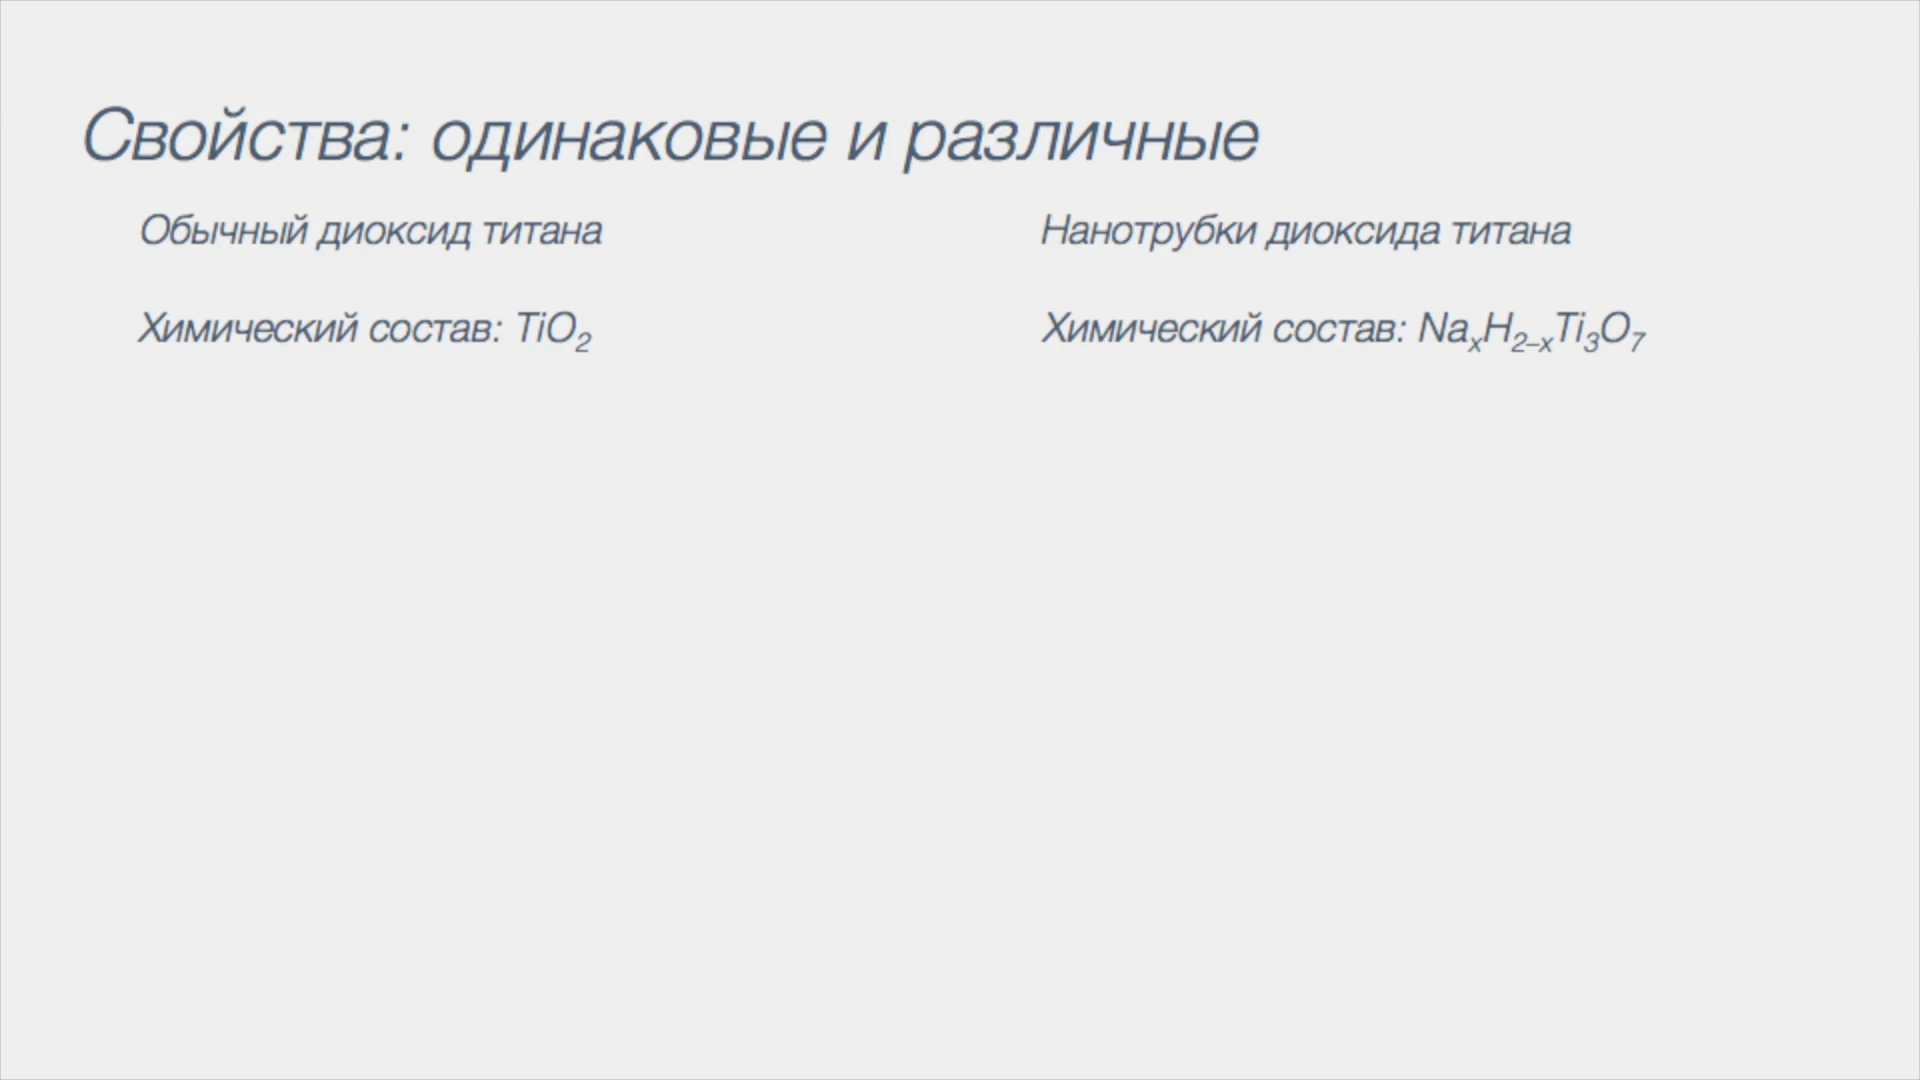 Свойства: одинаковые и различные
Обычный диоксид титана
Нанотрубки диоксида титана
Химический состав: TiO₂
Химический состав: NaₓH₂₋ₓTi₃O₇